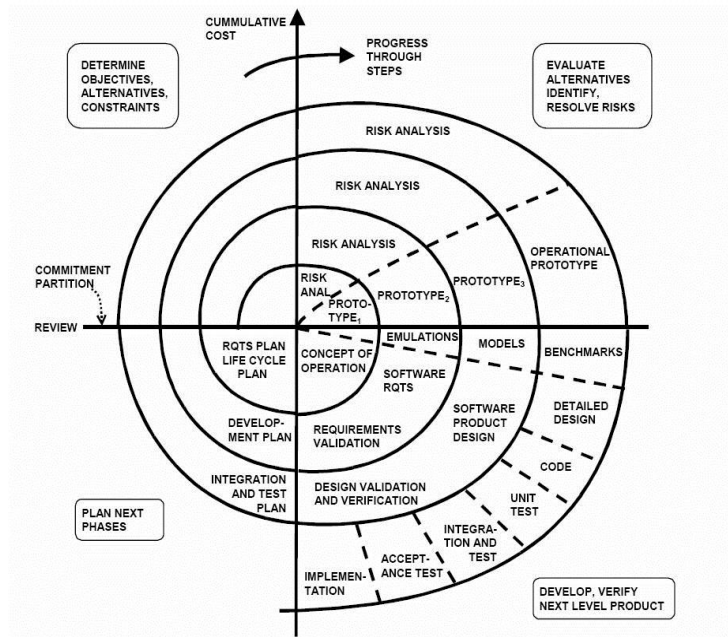 CUMMULATIVE
COST
PROGRESS
THROUGH
STEPS
DETERMINE
OBJECTIVES,
ALTERNATIVES,
CONSTRAINTS
EVALUATE
ALTERNATIVES
IDENTIFY,
RESOLVE RISKS
RISK ANALYSIS
RISK ANALYSIS
RISK ANALYSIS
RISK
ANAL
PROTO-
TYPE1
PROTOTYPE2
PROTOTYPE3
OPERATIONAL
PROTOTYPE
COMMITMENT
PARTITION
REVIEW
RQTS PLAN
LIFE CYCLE
PLAN
CONCEPT OF
OPERATION
EMULATIONS
MODELS
BENCHMARKS
SOFTWARE
RQTS
SOFTWARE
PRODUCT
DESIGN
DETAILED
DESIGN
DEVELOP-
MENT PLAN
REQUIREMENTS
VALIDATION
CODE
INTEGRATION
AND TEST
PLAN
DESIGN VALIDATION
AND VERIFICATION
UNIT
TEST
PLAN NEXT
PHASES
INTEGRA-
TION AND
TEST
ACCEPT-
ANCE TEST
IMPLEMEN-
TATION
DEVELOP, VERIFY
NEXT LEVEL PRODUCT